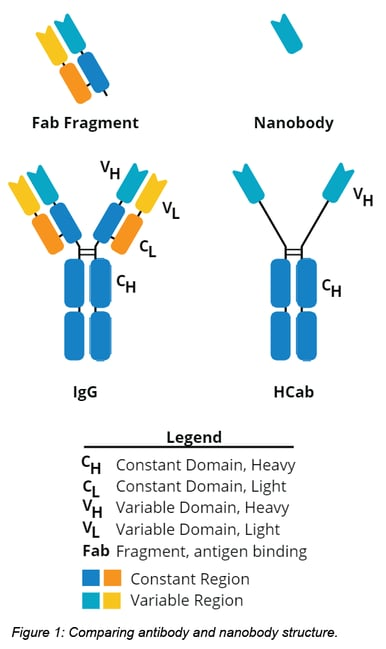 Fab Fragment
Nanobody
VH
VL
CL
CH
IgG
VH
CH
HCab
Legend
CH Constant Domain, Heavy
CL Constant Domain, Light
VH Variable Domain, Heavy
VL Variable Domain, Light
Fab Fragment, antigen binding
Constant Region
Variable Region
Figure 1: Comparing antibody and nanobody structure.